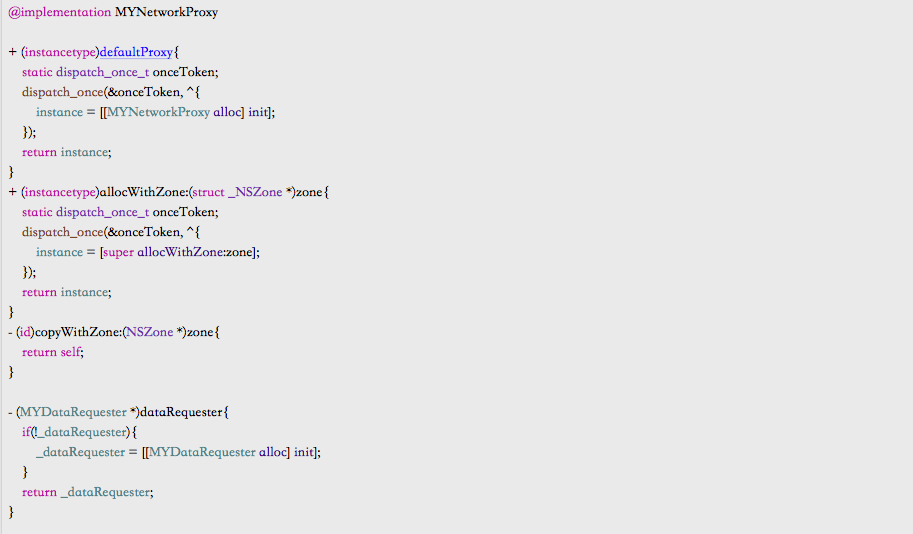 @implementation MYNetworkProxy
+ (instancetype)defaultProxy{
static dispatch_once_t onceToken;
dispatch_once(&onceToken, ^{
instance = [[MYNetworkProxy alloc] init];
});
return instance;
}
+ (instancetype)allocWithZone:(struct _NSZone *)zone{
static dispatch_once_t onceToken;
dispatch_once(&onceToken, ^{
instance = [super allocWithZone:zone];
});
return instance;
}
- (id)copyWithZone:(NSZone *)zone{
return self;
}
- (MYDataRequester *)dataRequester{
if(!_dataRequester){
_dataRequester = [[MYDataRequester alloc] init];
}
return _dataRequester;
}